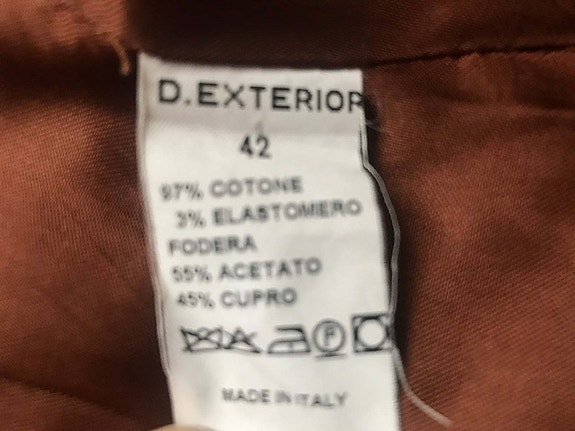 D.EXTERIOR
42
97% COTONE
3% ELASTOMERO
FODERA
55% ACETATO
45% CUPRO
F
MADE IN ITALY